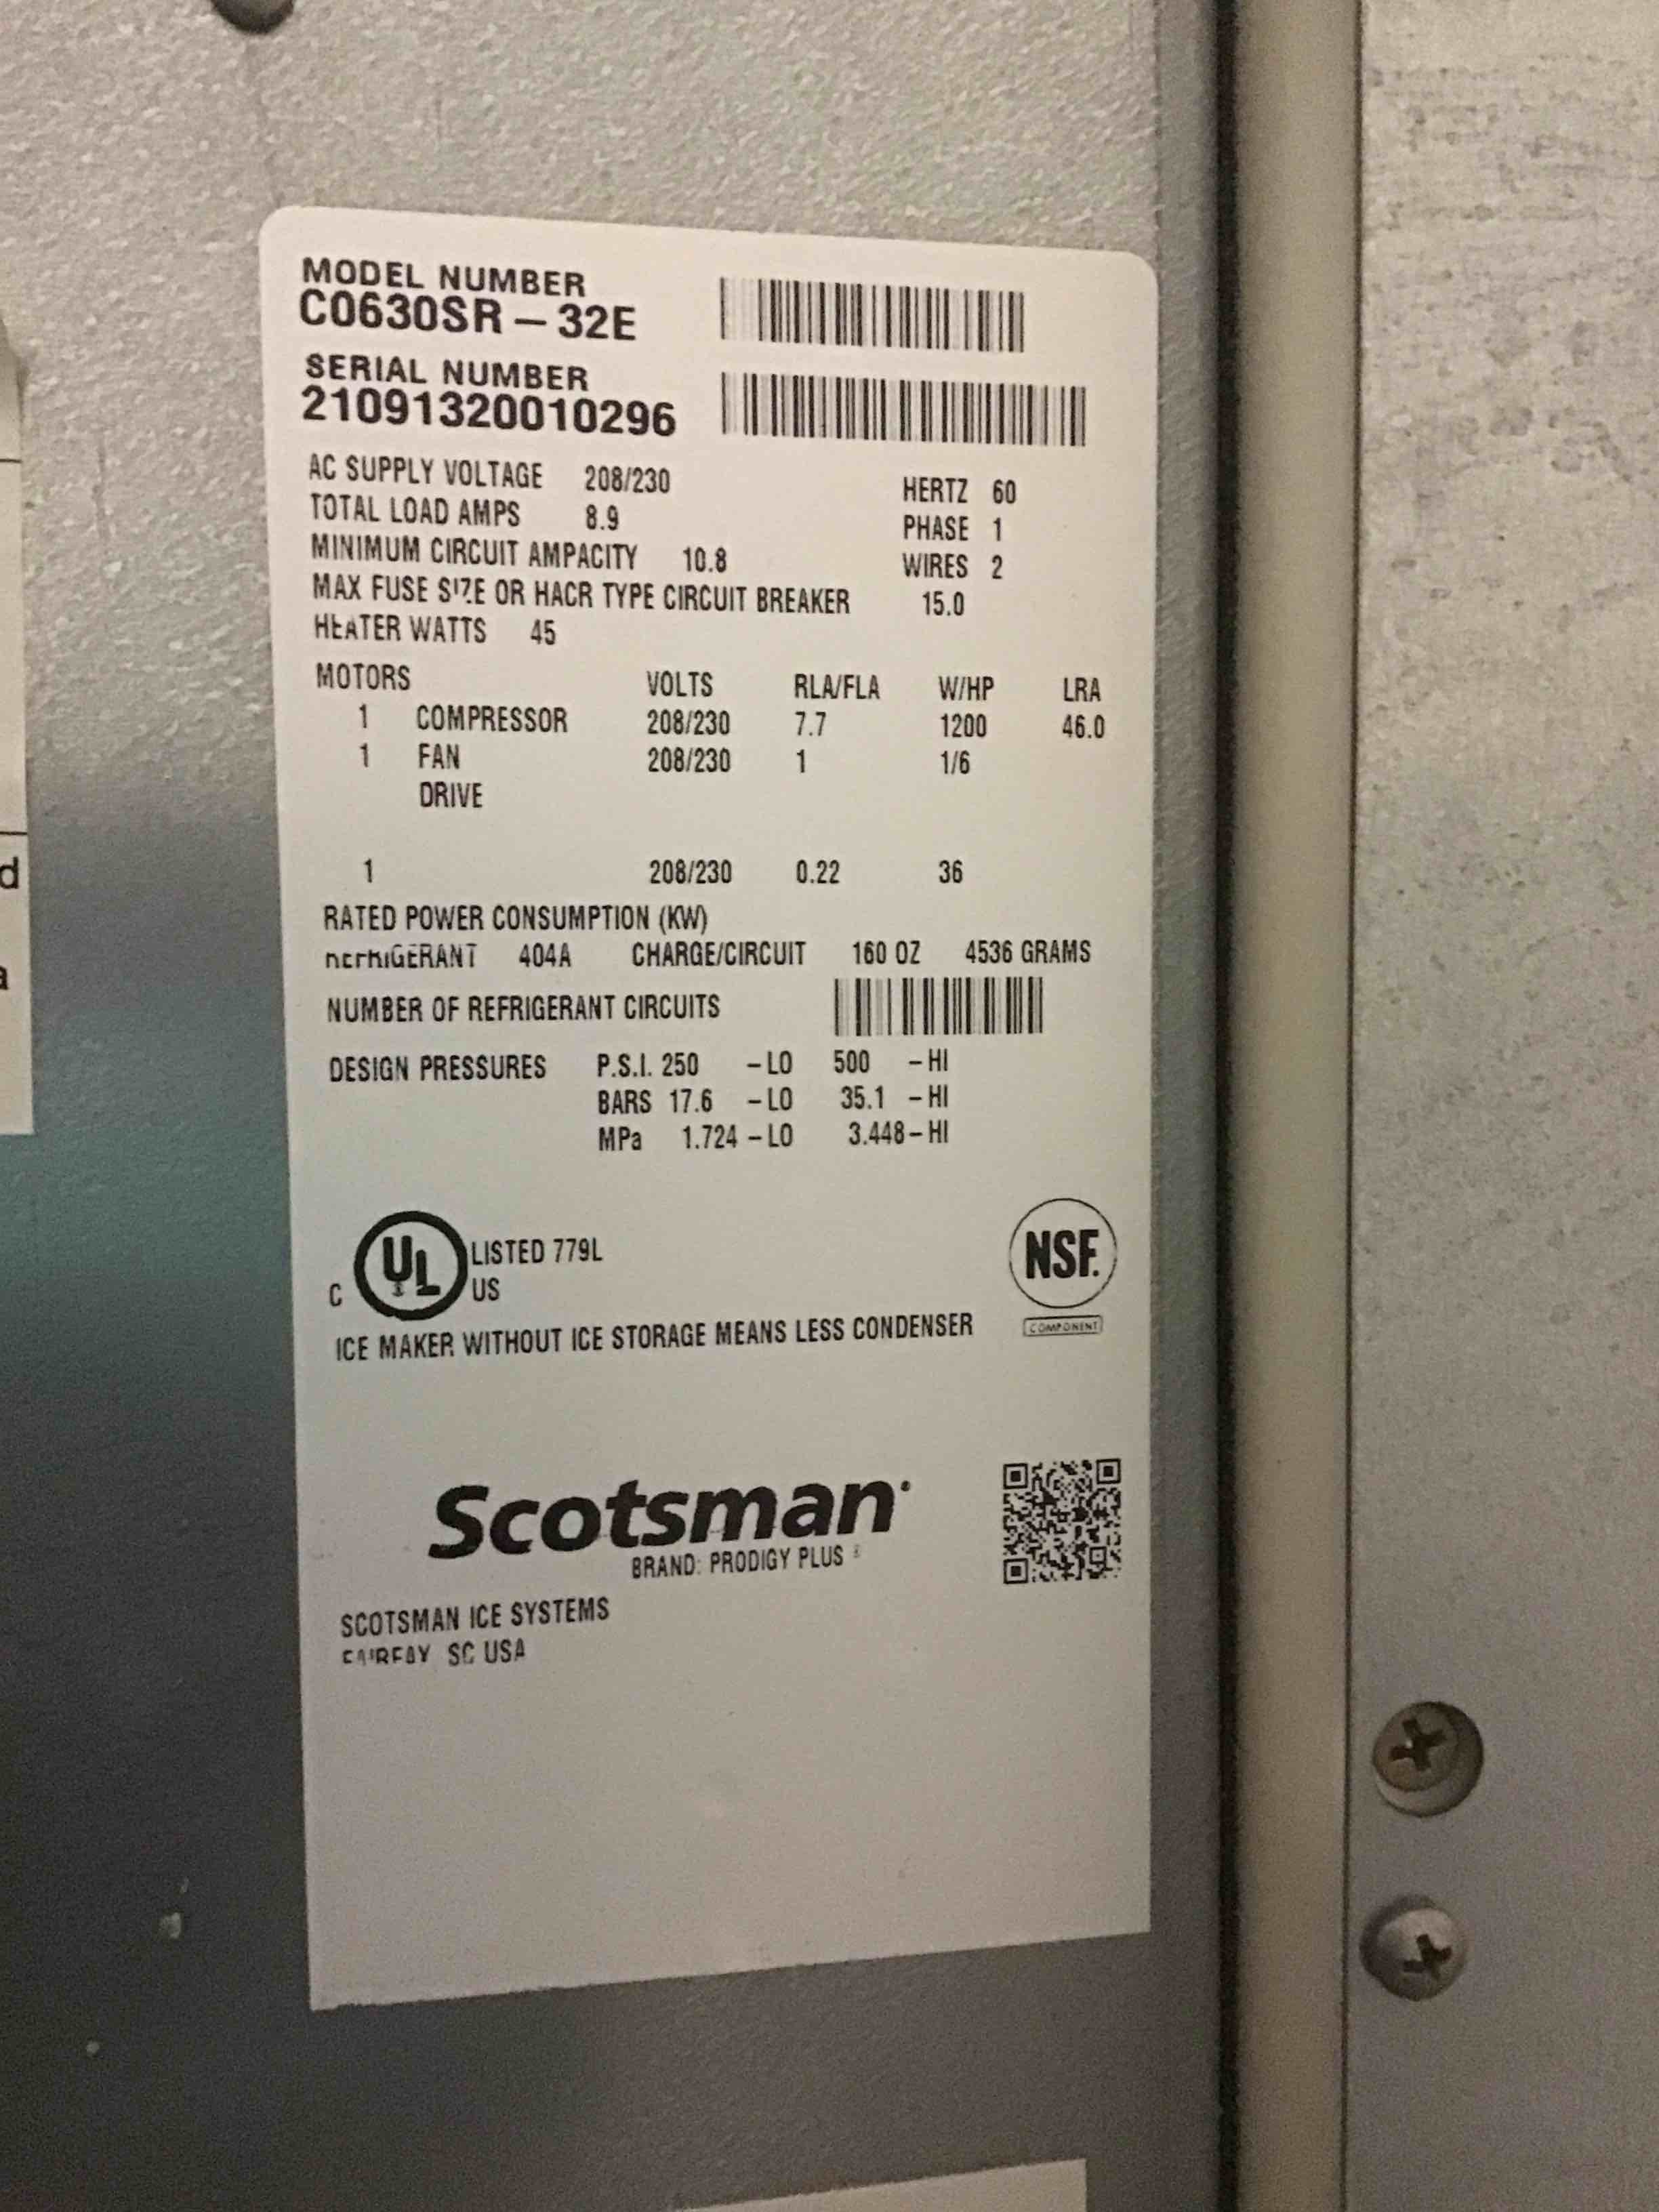 MODEL NUMBER
C0630SR – 32E
SERIAL NUMBER
21091320010296
AC SUPPLY VOLTAGE 208/230 HERTZ 60
TOTAL LOAD AMPS 8.9 PHASE 1
MINIMUM CIRCUIT AMPACITY 10.8 WIRES 2
MAX FUSE SIZE OR HACR TYPE CIRCUIT BREAKER 15.0
HEATER WATTS 45
MOTORS VOLTS RLA/FLA W/HP LRA
1 COMPRESSOR 208/230 7.7 1200 46.0
1 FAN 208/230 1 1/6
DRIVE
1 208/230 0.22 36
RATED POWER CONSUMPTION (KW)
REFRIGERANT 404A CHARGE/CIRCUIT 160 OZ 4536 GRAMS
NUMBER OF REFRIGERANT CIRCUITS
DESIGN PRESSURES P.S.I. 250 – LO 500 – HI
BARS 17.6 – LO 35.1 – HI
MPa 1.724 – LO 3.448 – HI
C UL LISTED 779L
US
NSF.
COMPONENT
ICE MAKER WITHOUT ICE STORAGE MEANS LESS CONDENSER
Scotsman
BRAND: PRODIGY PLUS
SCOTSMAN ICE SYSTEMS
FAIRFAX SC USA
d
a